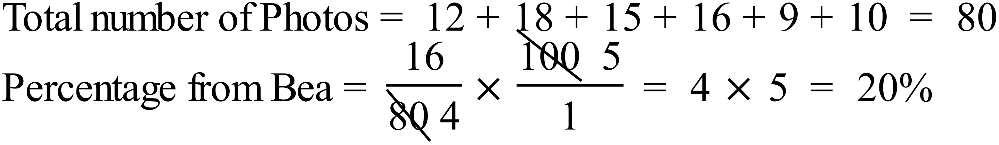 Total number of Photos = 12 + 18 + 15 + 16 + 9 + 10 = 80
Percentage from Bea = 16/80 4 × 100 5/1 = 4 × 5 = 20%